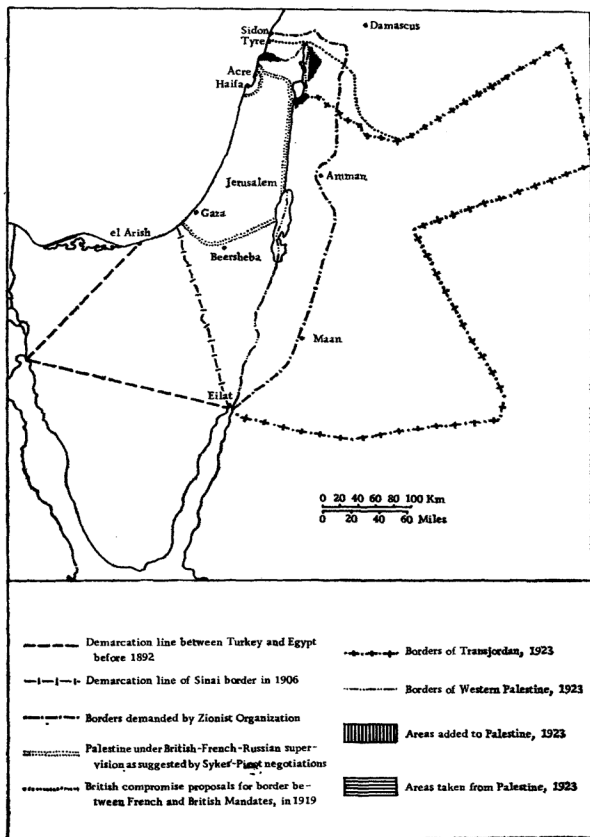 Damascus
Sidon
Tyre
Acre
Haifa
Amman
Jerusalem
Gaza
el Arish
Beersheba
Maan
Eilat
0 20 40 60 80 100 Km
0 20 40 60 Miles
Demarcation line between Turkey and Egypt
before 1892
Demarcation line of Sinai border in 1906
Borders demanded by Zionist Organization
Palestine under British-French-Russian super-
vision as suggested by Sykes-Picot negotiations
British compromise proposals for border be-
tween French and British Mandates, in 1919
Borders of Transjordan, 1923
Borders of Western Palestine, 1923
Areas added to Palestine, 1923
Areas taken from Palestine, 1923